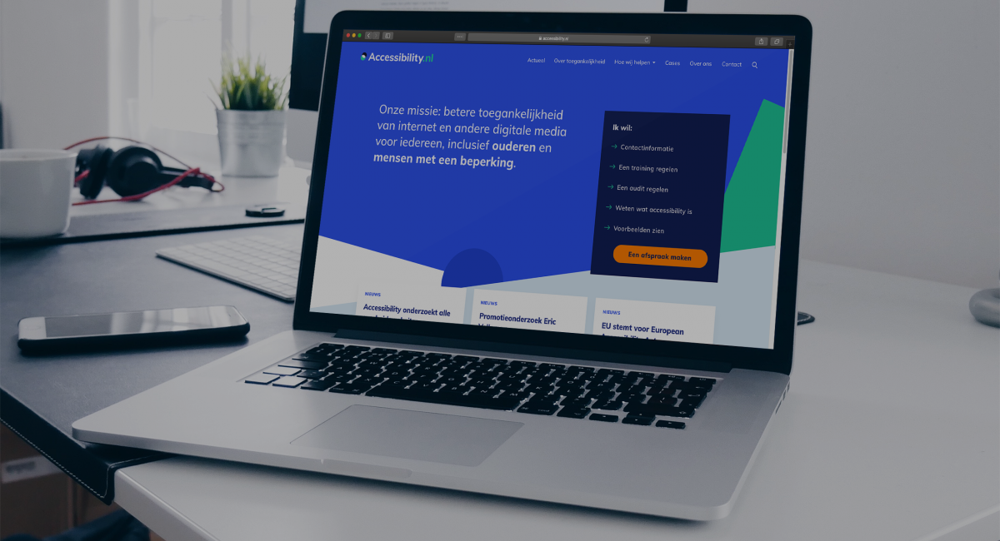 accessibility.nl
Accessibility.nl
Actueel
Over toegankelijkheid
Hoe wij helpen
Cases
Over ons
Contact
Onze missie: betere toegankelijkheid
van internet en andere digitale media
voor iedereen, inclusief ouderen en
mensen met een beperking.
Ik wil:
Contactinformatie
Een training regelen
Een audit regelen
Weten wat accessibility is
Voorbeelden zien
Een afspraak maken
NIEUWS
Accessibility onderzoekt alle
NIEUWS
Promotieonderzoek Eric
NIEUWS
EU stemt voor European